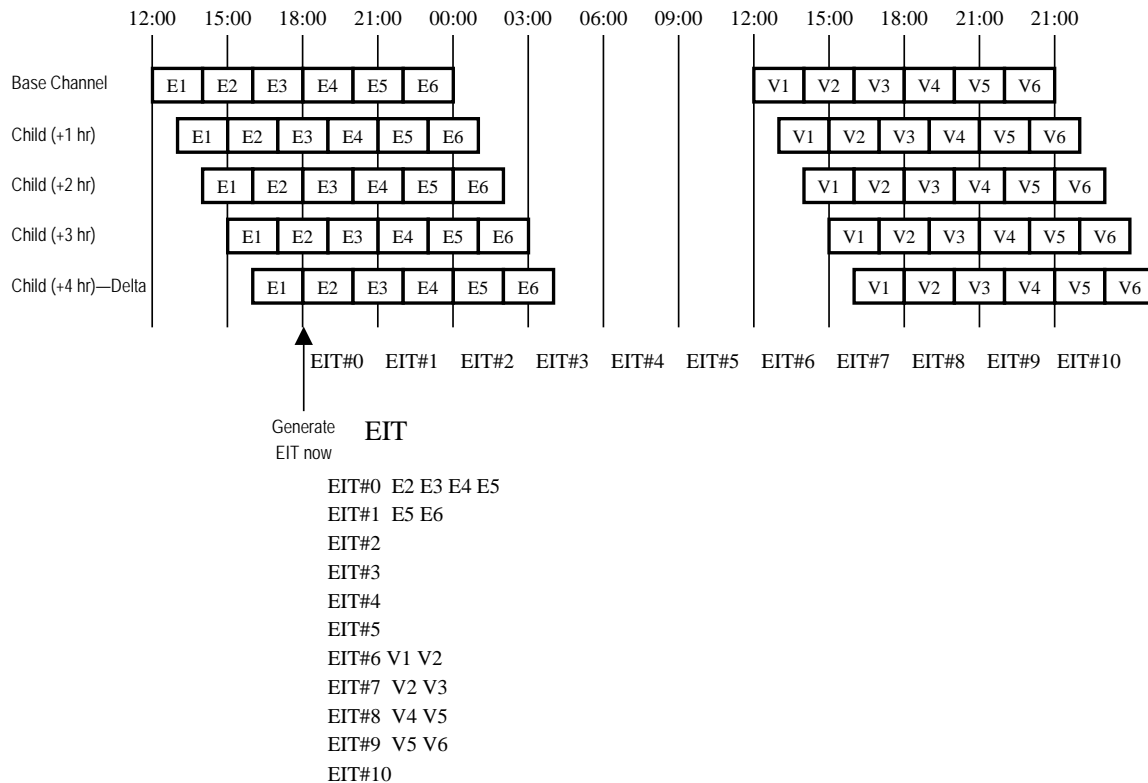 12:00 15:00 18:00 21:00 00:00 03:00 06:00 09:00 12:00 15:00 18:00 21:00 21:00
Base Channel E1 E2 E3 E4 E5 E6 V1 V2 V3 V4 V5 V6
Child (+1 hr) E1 E2 E3 E4 E5 E6 V1 V2 V3 V4 V5 V6
Child (+2 hr) E1 E2 E3 E4 E5 E6 V1 V2 V3 V4 V5 V6
Child (+3 hr) E1 E2 E3 E4 E5 E6 V1 V2 V3 V4 V5 V6
Child (+4 hr)—Delta E1 E2 E3 E4 E5 E6 V1 V2 V3 V4 V5 V6
EIT#0 EIT#1 EIT#2 EIT#3 EIT#4 EIT#5 EIT#6 EIT#7 EIT#8 EIT#9 EIT#10
Generate
EIT now
EIT
EIT#0 E2 E3 E4 E5
EIT#1 E5 E6
EIT#2
EIT#3
EIT#4
EIT#5
EIT#6 V1 V2
EIT#7 V2 V3
EIT#8 V4 V5
EIT#9 V5 V6
EIT#10